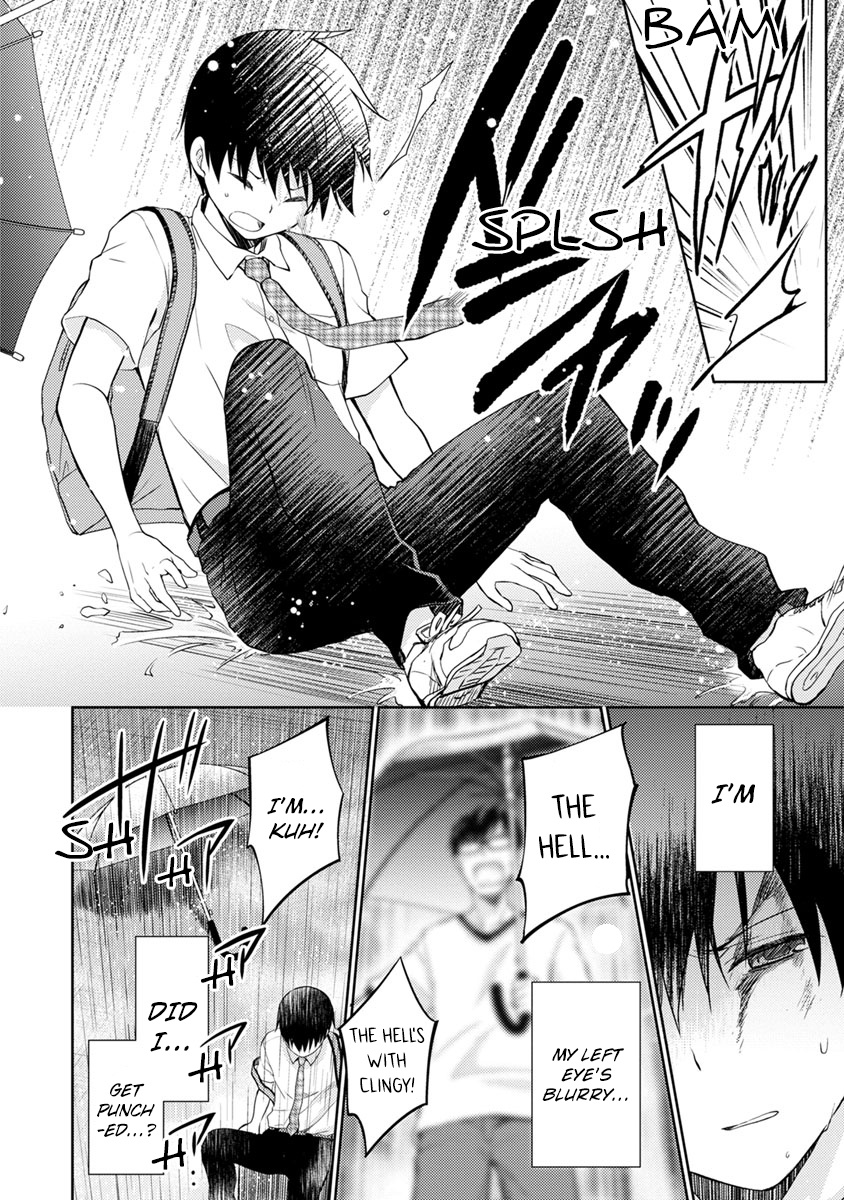 BAM
SPLSH
I'M
THE
HELL...
MY LEFT
EYE'S
BLURRY...
THE HELL'S
WITH
CLINGY!
I'M...
KUH!
SH
H
H
H
H
DID
I...
GET
PUNCH
-ED...?